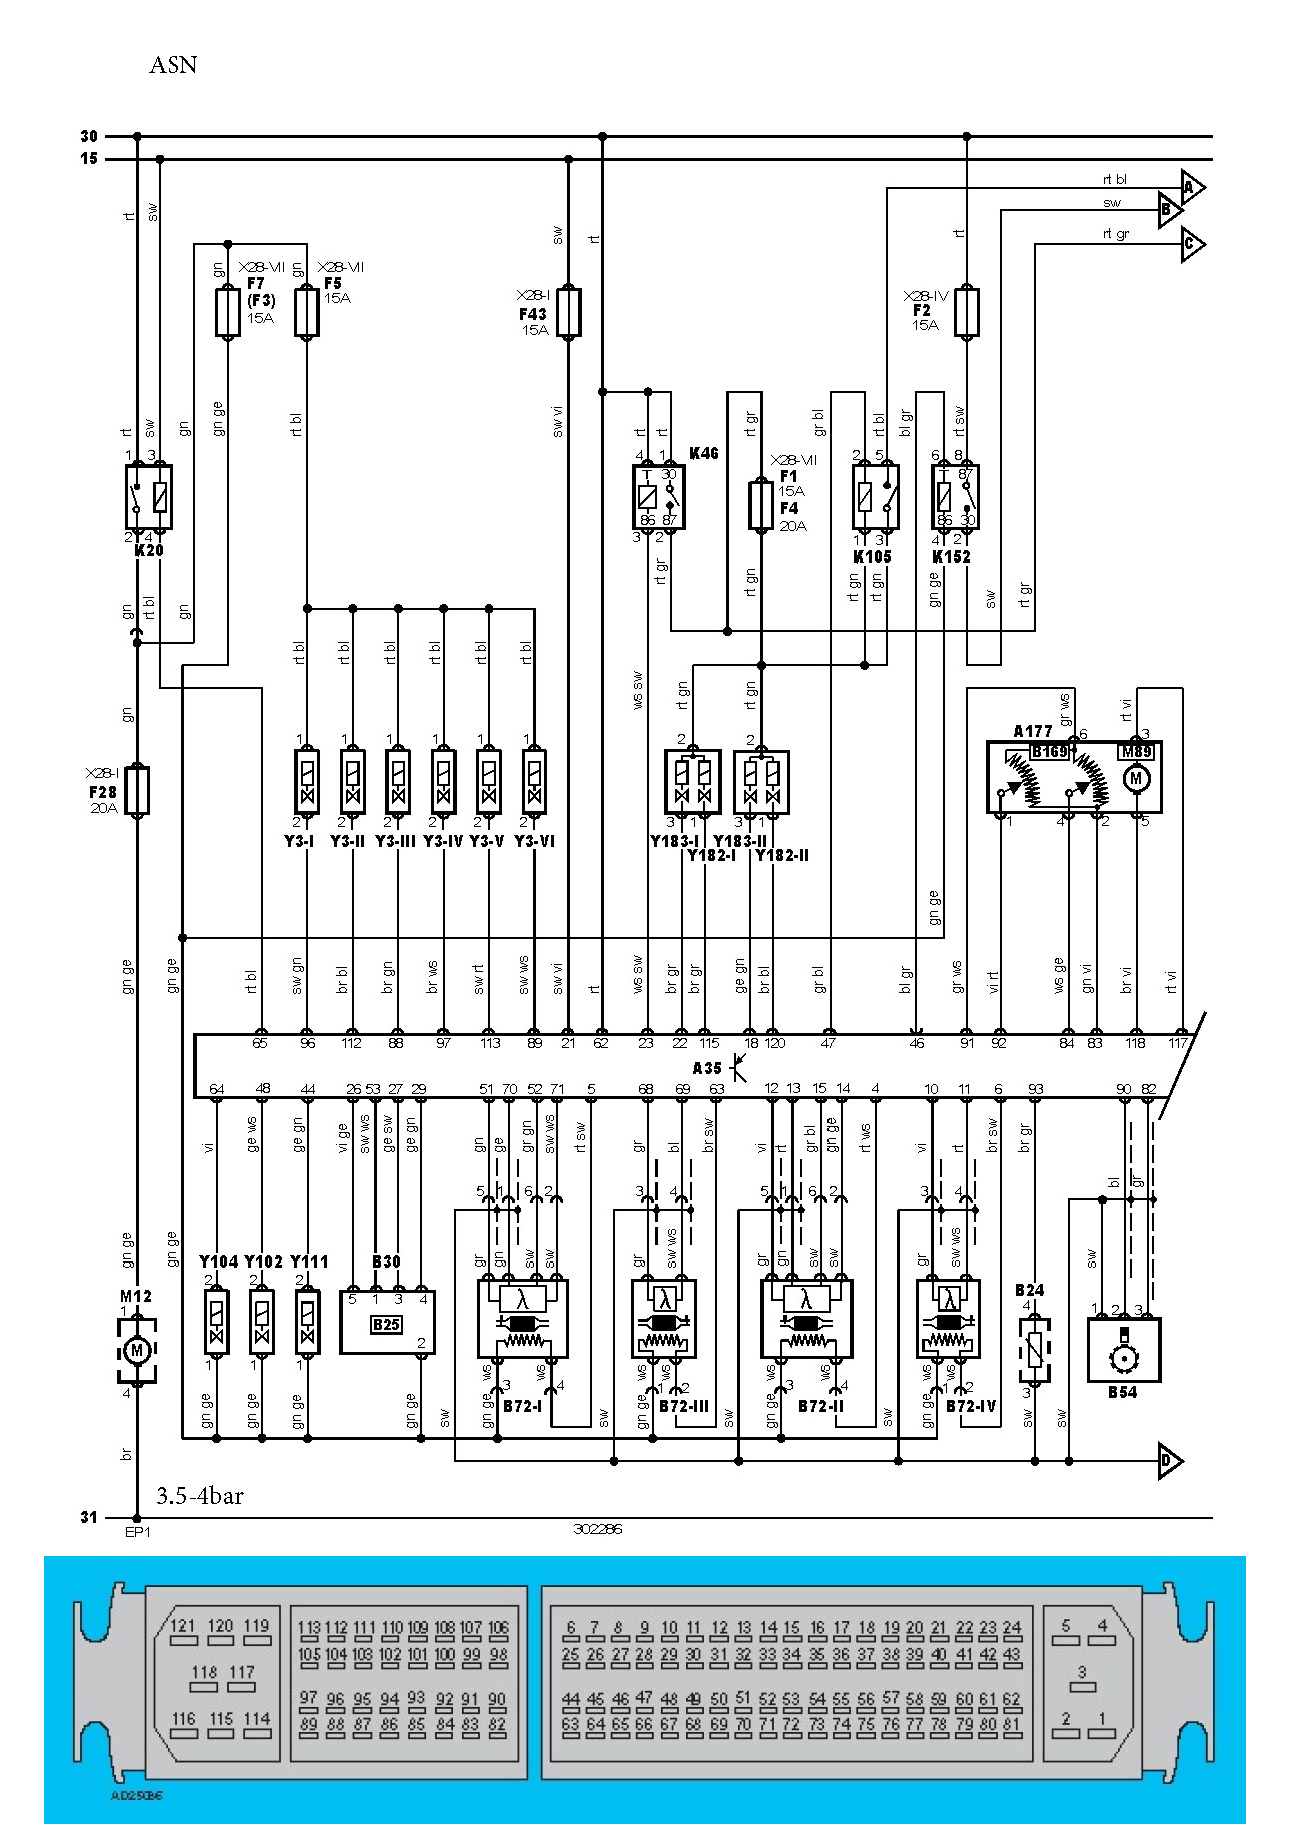 ASN
30
15
rt bl
A
sw
B
rt gr
C
rt sw sw rt rt
gn X28-VII gn X28-VII
F7 F5
(F3) 15A
15A
X28-I
F43
15A
X28-IV
F2
15A
rt sw gn gn ge rt bl sw vi rt rt rt gr gr bl rt bl bl gr rt sw
1 3 4 1 K46 2 5 6 8
X28-VII
F1
15A
F4
20A
T 30 T 87
86 87 86 30
2 4 3 2 1 3 4 2
K20 K105 K152
gn rt bl gn rt gr rt gn rt gn rt gn gn ge sw rt gr
rt bl rt bl rt bl rt bl rt bl rt bl ws sw rt gn rt gn
gn gr ws rt vi
A177 6 3
B169 M89
M
1 1 1 1 1 1 2 2
X28-I
F28
20A
2 2 2 2 2 2 3 1 3 1 1 4 2 5
Y3-I Y3-II Y3-III Y3-IV Y3-V Y3-VI Y183-I Y183-II
Y182-I Y182-II
gn ge
gn ge gn ge rt bl sw gn br bl br gn br ws sw rt sw ws sw vi rt ws sw br gr br gr ge gn br bl gr bl bl gr gr ws vi rt ws ge gn vi br vi rt vi
65 96 112 88 97 113 89 21 62 23 22 115 18 120 47 46 91 92 84 83 118 117
A35
64 48 44 26 53 27 29 51 70 52 71 5 68 69 63 12 13 15 14 4 10 11 6 93 90 82
vi ge ws ge gn vi ge sw ws ge sw ge gn gn ge gr gn sw ws rt sw gr bl br sw vi rt gr bl gn ge rt ws vi rt br sw br gr
bl gr
5 1 6 2 3 4 5 1 6 2 3 4
gn ge gn ge gr gn sw sw gr sw ws gr gn sw sw gr sw ws sw
Y104 Y102 Y111 B30
2 2 2 5 1 3 4
B25
2
M12
1
M
4
B24
4
3
1 2 3
B54
λ λ λ λ
1 1 1
ws ws ws ws ws ws ws ws
3 4 1 2 3 4 1 2
B72-I B72-III B72-II B72-IV
gn ge gn ge gn ge gn ge sw gn ge sw gn ge sw gn ge sw gn ge sw sw
br
D
3.5-4bar
31
EP1
302286
121 120 119 113 112 111 110 109 108 107 106 6 7 8 9 10 11 12 13 14 15 16 17 18 19 20 21 22 23 24 5 4
105 104 103 102 101 100 99 98 25 26 27 28 29 30 31 32 33 34 35 36 37 38 39 40 41 42 43
118 117 3
97 96 95 94 93 92 91 90 44 45 46 47 48 49 50 51 52 53 54 55 56 57 58 59 60 61 62
116 115 114 89 88 87 86 85 84 83 82 63 64 65 66 67 68 69 70 71 72 73 74 75 76 77 78 79 80 81 2 1
AD25086